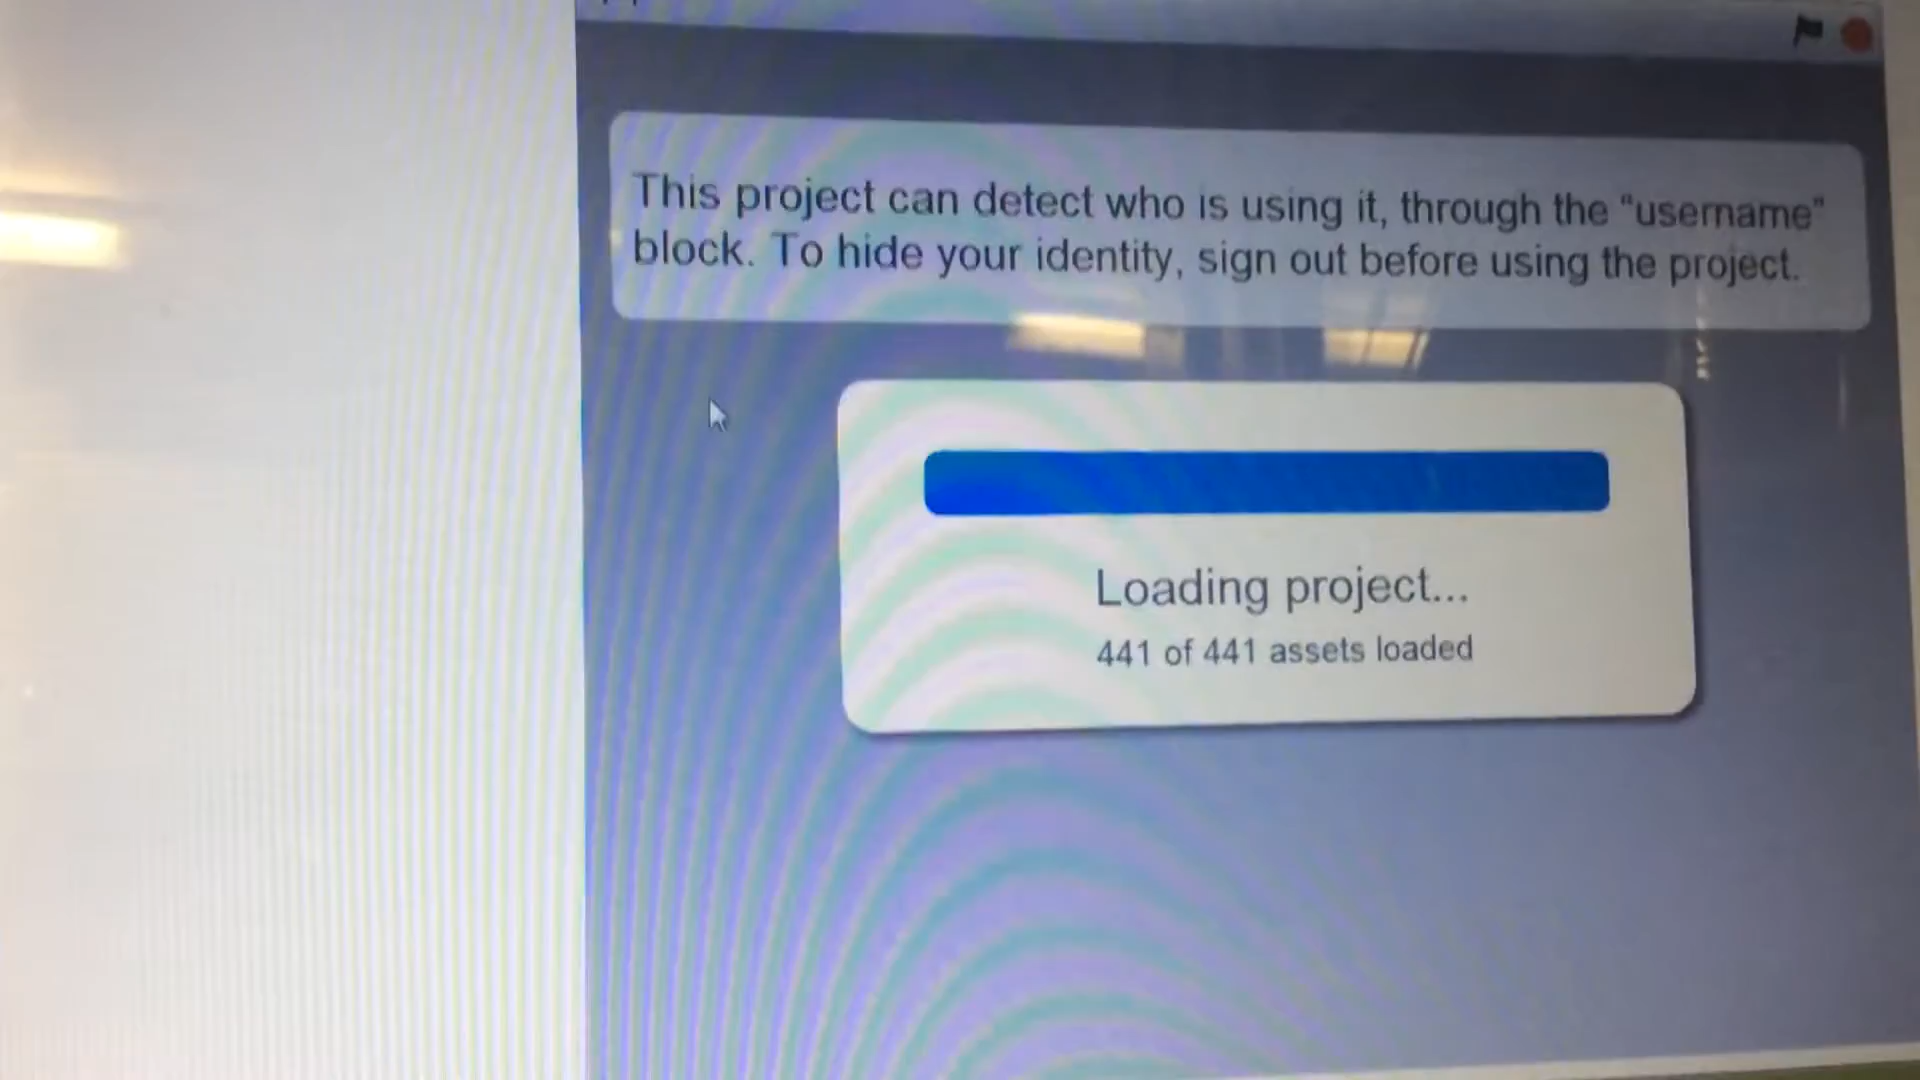 This project can detect who is using it, through the “username”
block. To hide your identity, sign out before using the project.
Loading project...
441 of 441 assets loaded